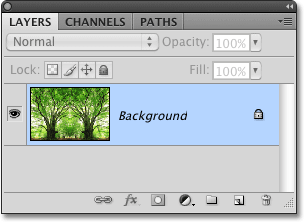 LAYERS CHANNELS PATHS
Normal Opacity: 100%
Lock: Fill: 100%
Background
fx.